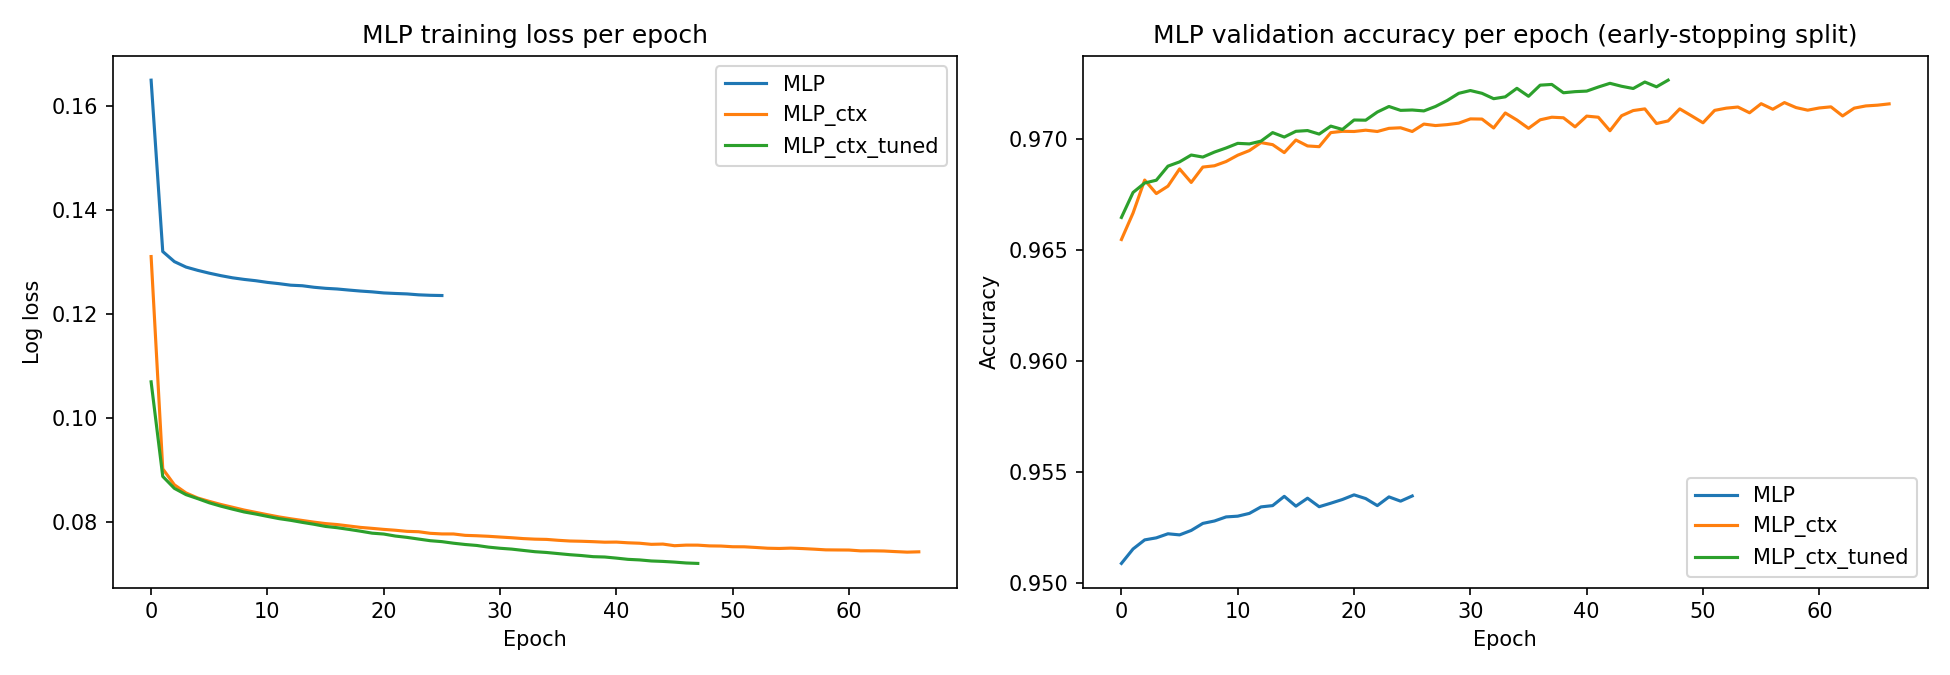 MLP training loss per epoch
0.16
0.14
0.12
0.10
0.08
Log loss
0 10 20 30 40 50 60
Epoch
MLP
MLP_ctx
MLP_ctx_tuned
MLP validation accuracy per epoch (early-stopping split)
0.970
0.965
0.960
0.955
0.950
Accuracy
0 10 20 30 40 50 60
Epoch
MLP
MLP_ctx
MLP_ctx_tuned